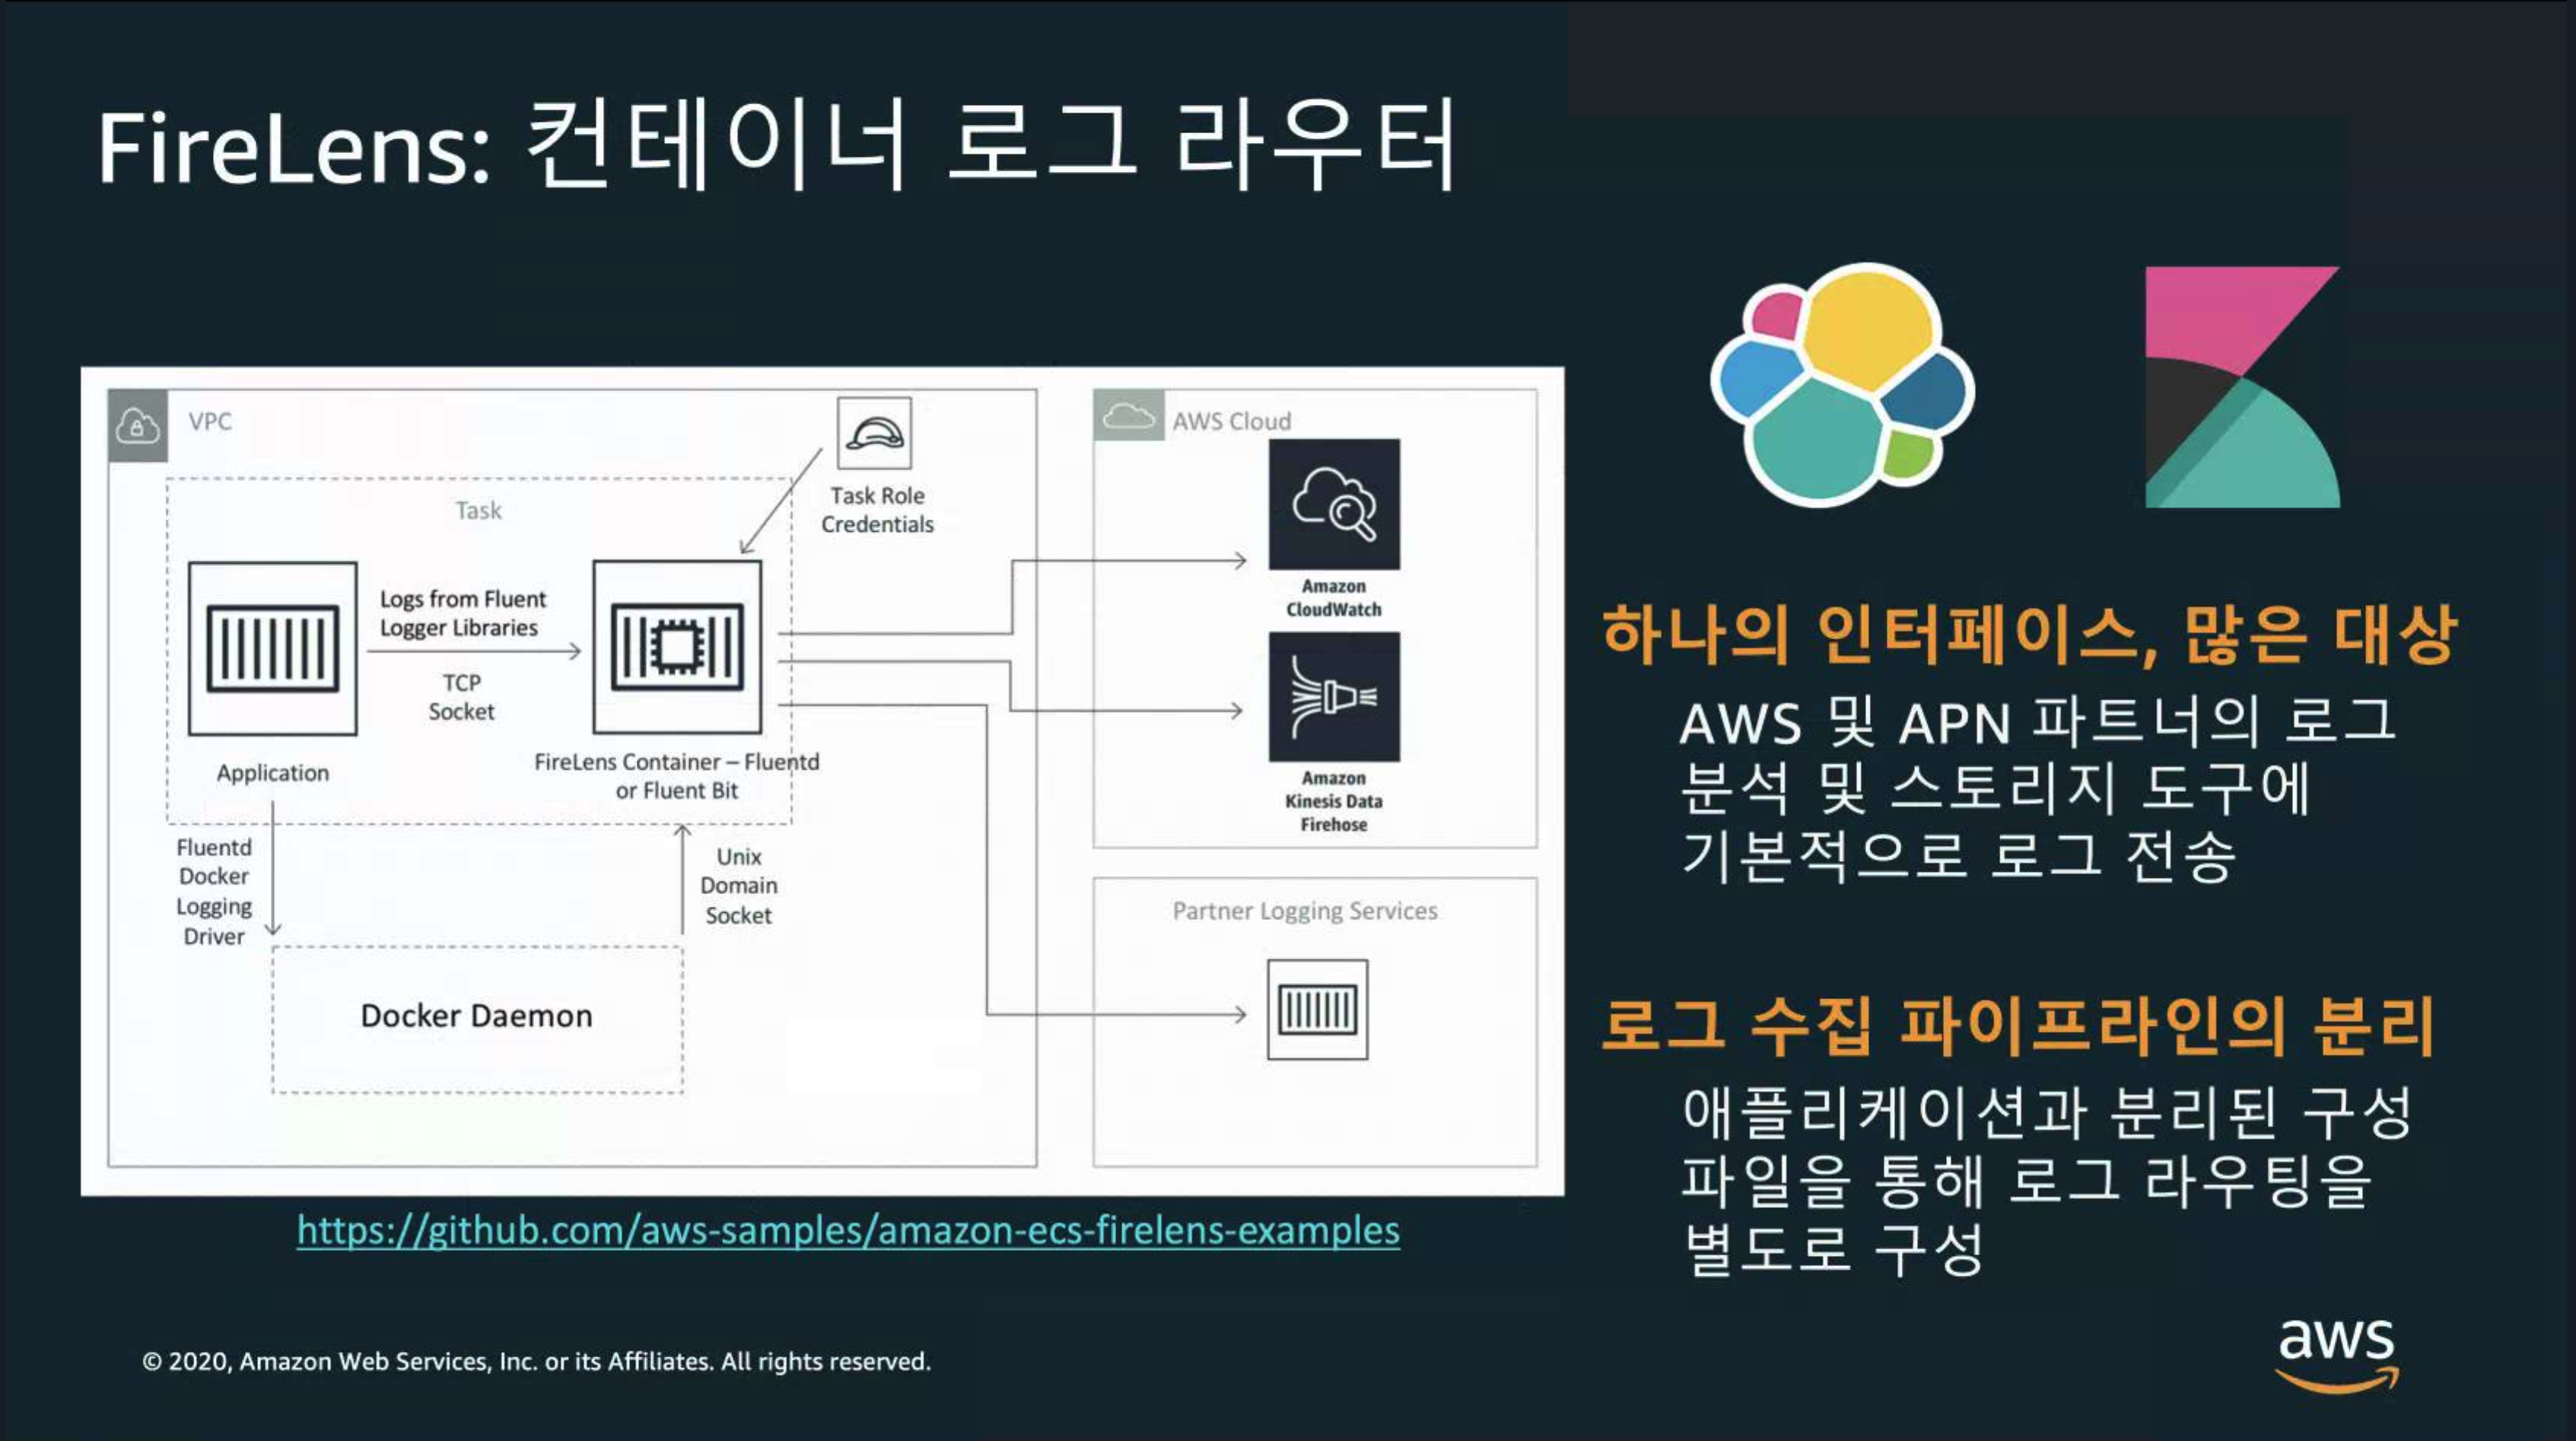 FireLens: 컨테이너 로그 라우터
VPC
Task Role
Credentials
Task
Logs from Fluent
Logger Libraries
TCP
Socket
Application
FireLens Container – Fluentd
or Fluent Bit
Fluentd
Docker
Logging
Driver
Unix
Domain
Socket
Docker Daemon
AWS Cloud
Amazon
CloudWatch
Amazon
Kinesis Data
Firehose
Partner Logging Services
https://github.com/aws-samples/amazon-ecs-firelens-examples
하나의 인터페이스, 많은 대상
AWS 및 APN 파트너의 로그
분석 및 스토리지 도구에
기본적으로 로그 전송
로그 수집 파이프라인의 분리
애플리케이션과 분리된 구성
파일을 통해 로그 라우팅을
별도로 구성
© 2020, Amazon Web Services, Inc. or its Affiliates. All rights reserved.
aws